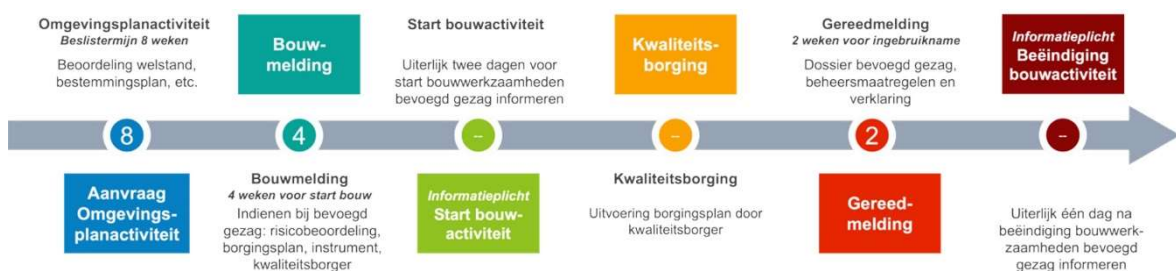 Omgevingsplanactiviteit
Beslistermijn 8 weken
Beoordeling welstand,
bestemmingsplan, etc.
8
Aanvraag
Omgevings-
planactiviteit
Bouw-
melding
4
Bouwmelding
4 weken voor start bouw
Indienen bij bevoegd
gezag: risicobeoordeling,
borgingsplan, instrument,
kwaliteitsborger
Start bouwactiviteit
Uiterlijk twee dagen voor
start bouwwerkzaamheden
bevoegd gezag informeren
–
Informatieplicht
Start bouw-
activiteit
Kwaliteits-
borging
–
Kwaliteitsborging
Uitvoering borgingsplan door
kwaliteitsborger
Gereedmelding
2 weken voor ingebruikname
Dossier bevoegd gezag,
beheersmaatregelen en
verklaring
2
Gereed-
melding
Informatieplicht
Beëindiging
bouwactiviteit
–
Uiterlijk één dag na
beëindiging bouwwerk-
zaamheden bevoegd
gezag informeren